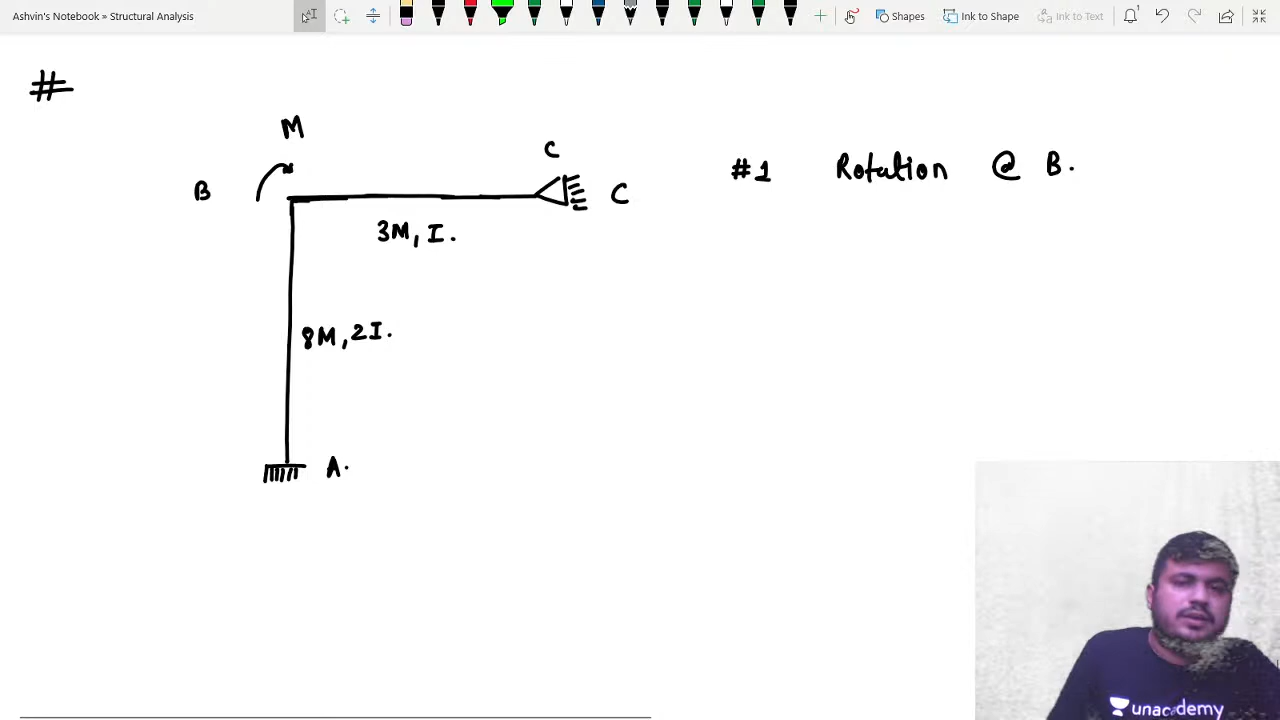 Ashvin's Notebook » Structural Analysis
Shapes
Ink to Shape
Ink to Text
#
M
C
B
C
#1 Rotation @ B.
3M, I.
8M, 2I.
A.
unacademy